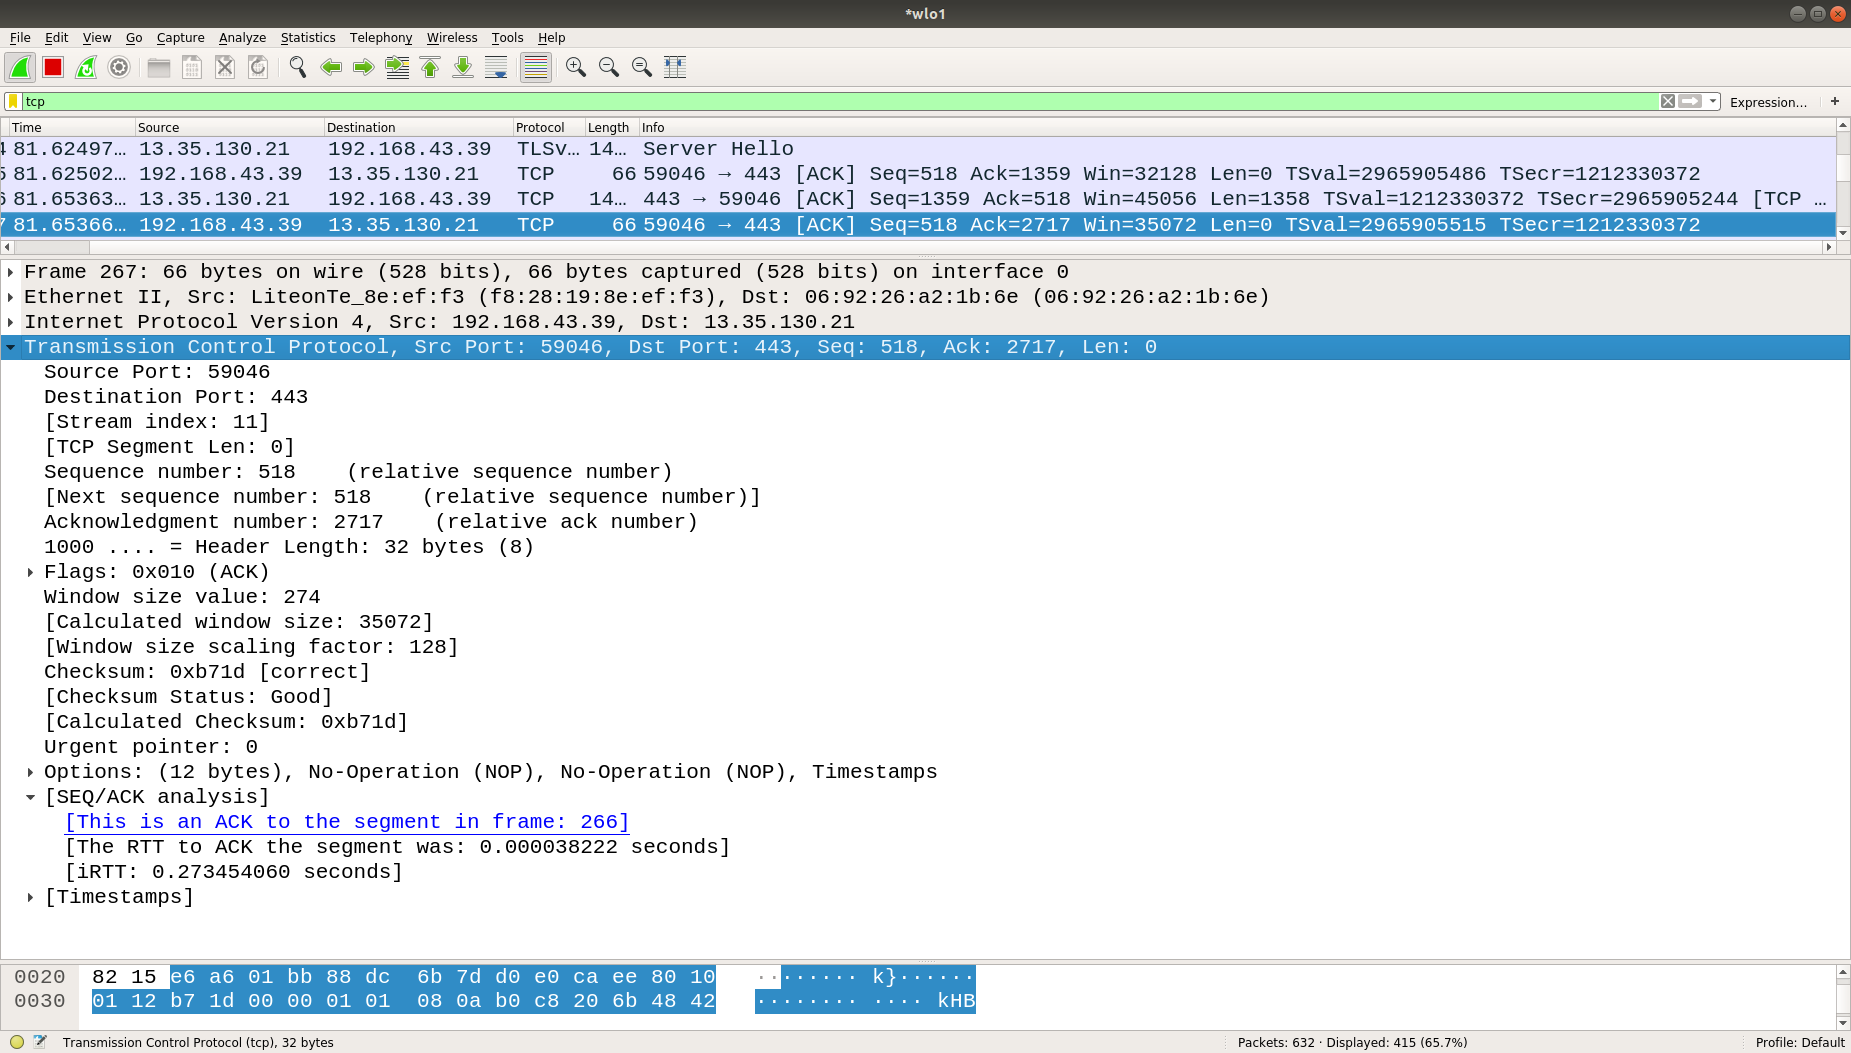 *wlo1
File Edit View Go Capture Analyze Statistics Telephony Wireless Tools Help
tcp Expression... +
Time Source Destination Protocol Length Info
81.62497... 13.35.130.21 192.168.43.39 TLSv... 14... Server Hello
81.62502... 192.168.43.39 13.35.130.21 TCP 66 59046 → 443 [ACK] Seq=518 Ack=1359 Win=32128 Len=0 TSval=2965905486 TSecr=1212330372
81.65363... 13.35.130.21 192.168.43.39 TCP 14... 443 → 59046 [ACK] Seq=1359 Ack=518 Win=45056 Len=1358 TSval=1212330372 TSecr=2965905244 [TCP ...
81.65366... 192.168.43.39 13.35.130.21 TCP 66 59046 → 443 [ACK] Seq=518 Ack=2717 Win=35072 Len=0 TSval=2965905515 TSecr=1212330372
Frame 267: 66 bytes on wire (528 bits), 66 bytes captured (528 bits) on interface 0
Ethernet II, Src: LiteonTe_8e:ef:f3 (f8:28:19:8e:ef:f3), Dst: 06:92:26:a2:1b:6e (06:92:26:a2:1b:6e)
Internet Protocol Version 4, Src: 192.168.43.39, Dst: 13.35.130.21
Transmission Control Protocol, Src Port: 59046, Dst Port: 443, Seq: 518, Ack: 2717, Len: 0
Source Port: 59046
Destination Port: 443
[Stream index: 11]
[TCP Segment Len: 0]
Sequence number: 518 (relative sequence number)
[Next sequence number: 518 (relative sequence number)]
Acknowledgment number: 2717 (relative ack number)
1000 .... = Header Length: 32 bytes (8)
Flags: 0x010 (ACK)
Window size value: 274
[Calculated window size: 35072]
[Window size scaling factor: 128]
Checksum: 0xb71d [correct]
[Checksum Status: Good]
[Calculated Checksum: 0xb71d]
Urgent pointer: 0
Options: (12 bytes), No-Operation (NOP), No-Operation (NOP), Timestamps
[SEQ/ACK analysis]
[This is an ACK to the segment in frame: 266]
[The RTT to ACK the segment was: 0.000038222 seconds]
[iRTT: 0.273454060 seconds]
[Timestamps]
0020 82 15 e6 a6 01 bb 88 dc 6b 7d d0 e0 ca ee 80 10 ········ k}······
0030 01 12 b7 1d 00 00 01 01 08 0a b0 c8 20 6b 48 42 ········ ···· kHB
Transmission Control Protocol (tcp), 32 bytes Packets: 632 · Displayed: 415 (65.7%) Profile: Default